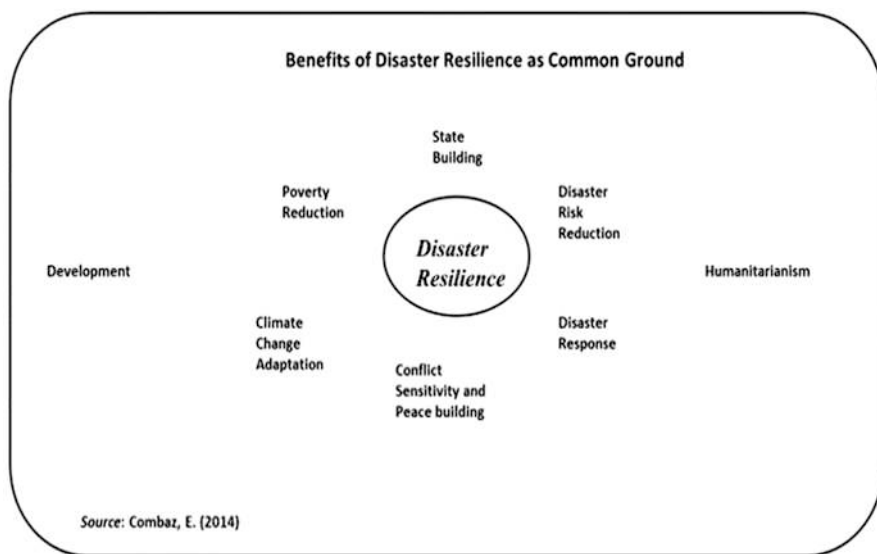 Benefits of Disaster Resilience as Common Ground
State
Building
Poverty
Reduction
Disaster
Risk
Reduction
Disaster
Resilience
Development
Humanitarianism
Climate
Change
Adaptation
Disaster
Response
Conflict
Sensitivity and
Peace building
Source: Combaz, E. (2014)